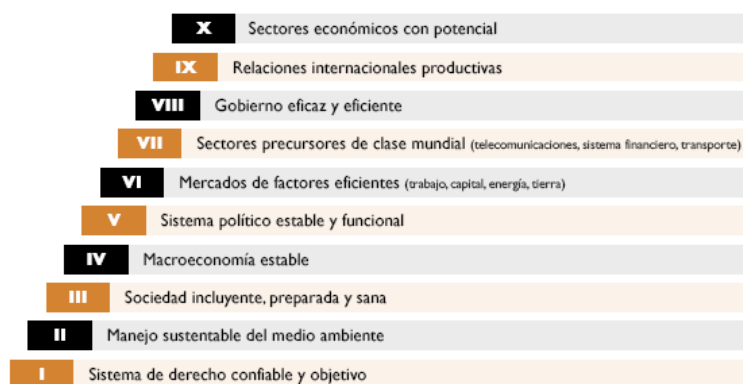 X Sectores económicos con potencial
IX Relaciones internacionales productivas
VIII Gobierno eficaz y eficiente
VII Sectores precursores de clase mundial (telecomunicaciones, sistema financiero, transporte)
VI Mercados de factores eficientes (trabajo, capital, energía, tierra)
V Sistema político estable y funcional
IV Macroeconomía estable
III Sociedad incluyente, preparada y sana
II Manejo sustentable del medio ambiente
I Sistema de derecho confiable y objetivo